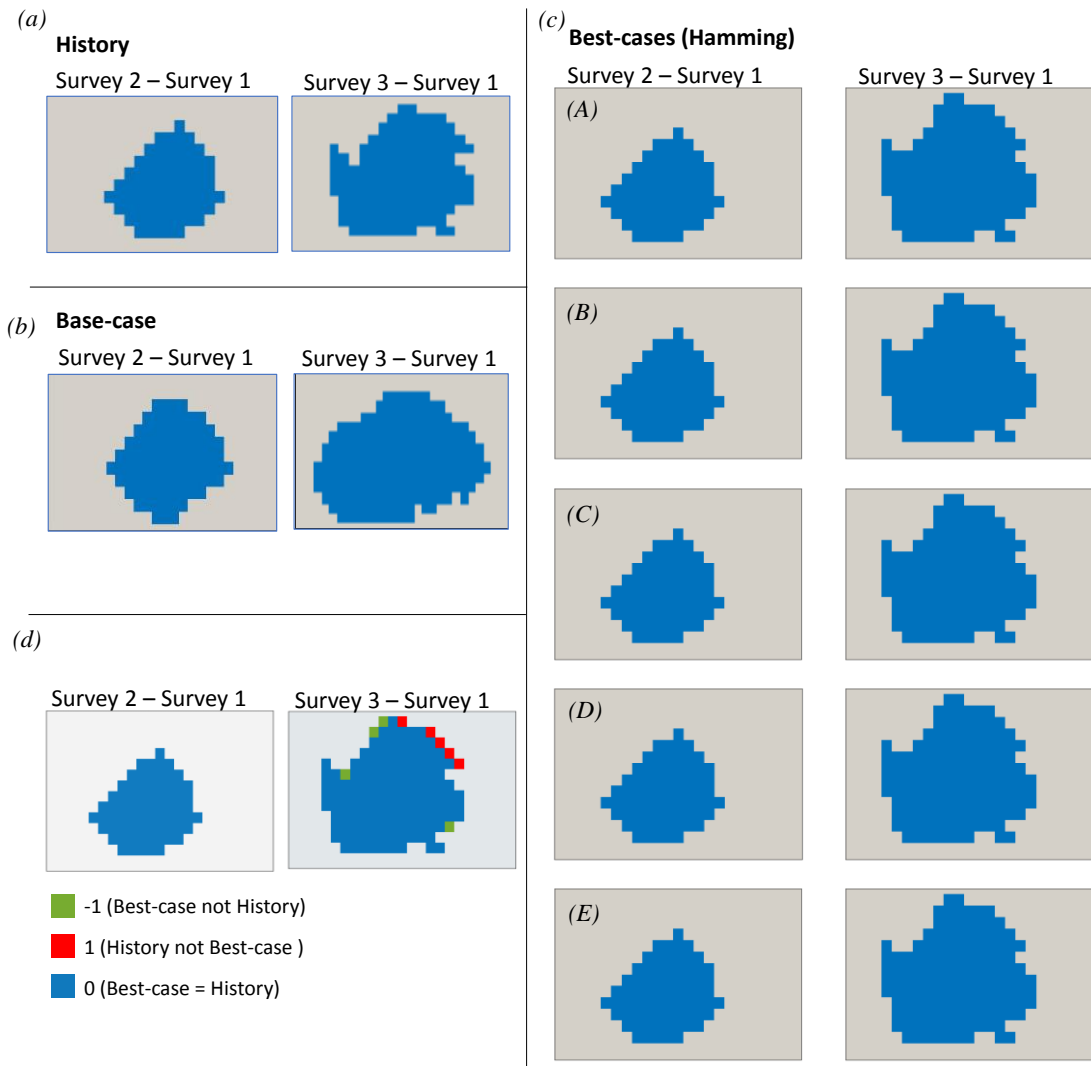 (a)
History
Survey 2 – Survey 1
Survey 3 – Survey 1
(b)
Base-case
Survey 2 – Survey 1
Survey 3 – Survey 1
(d)
Survey 2 – Survey 1
Survey 3 – Survey 1
-1 (Best-case not History)
1 (History not Best-case )
0 (Best-case = History)
(c)
Best-cases (Hamming)
Survey 2 – Survey 1
Survey 3 – Survey 1
(A)
(B)
(C)
(D)
(E)